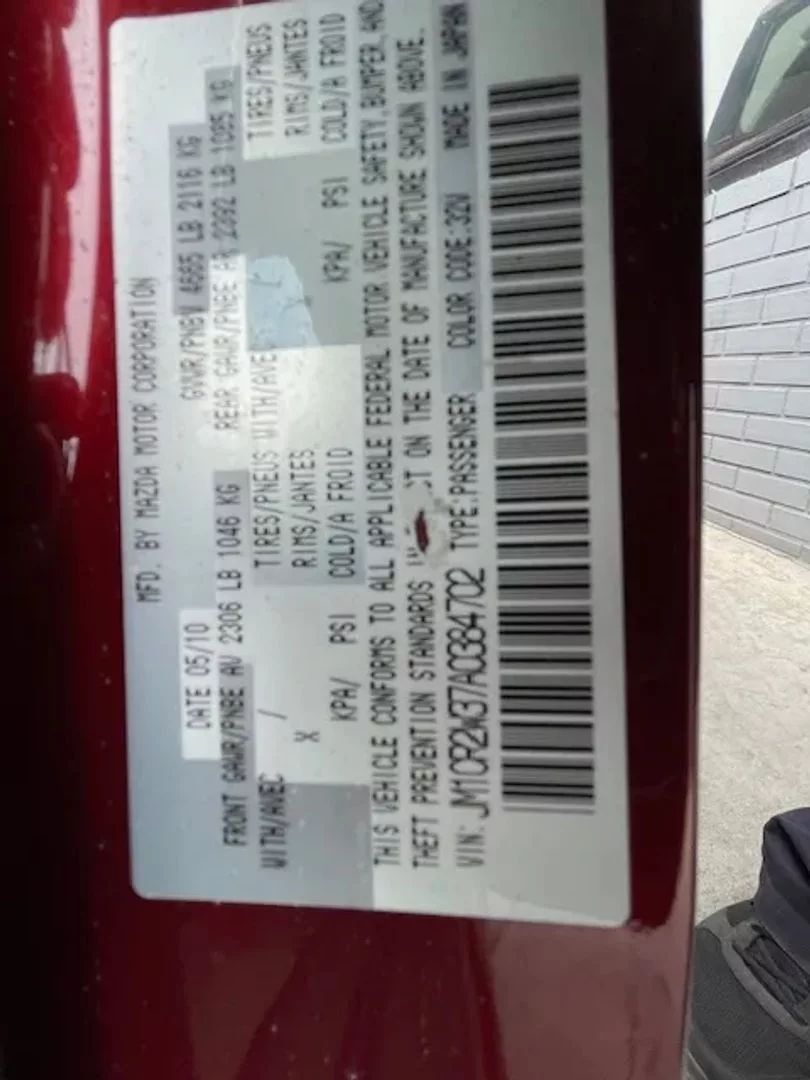 MFD. BY MAZDA MOTOR CORPORATION
DATE 05/10 GVWR/PNBV 4665 LB 2116 KG
FRONT GAWR/PNBE AV 2306 LB 1046 KG REAR GAWR/PNBE AR 2392 LB 1085 KG
WITH/AVEC / TIRES/PNEUS WITH/AVE TIRES/PNEUS
X RIMS/JANTES RIMS/JANTES
KPA/ PSI COLD/A FROID KPA/ PSI COLD/A FROID
THIS VEHICLE CONFORMS TO ALL APPLICABLE FEDERAL MOTOR VEHICLE SAFETY, BUMPER, AND
THEFT PREVENTION STANDARDS ON THE DATE OF MANUFACTURE SHOWN ABOVE.
VIN: JM1CR2W37A0384702 TYPE:PASSENGER COLOR CODE:32V MADE IN JAPAN